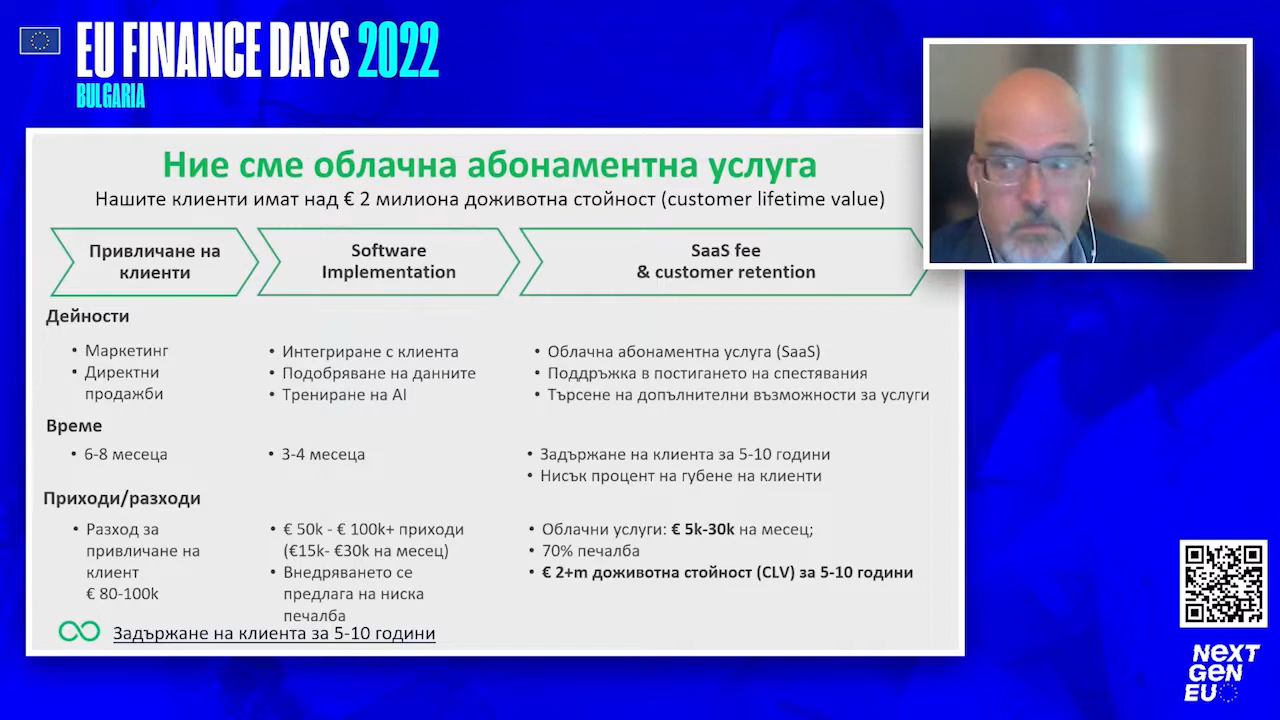 EU FINANCE DAYS 2022
BULGARIA
Ние сме облачна абонаментна услуга
Нашите клиенти имат над € 2 милиона доживотна стойност (customer lifetime value)
Привличане на
клиенти
Software
Implementation
SaaS fee
& customer retention
Дейности
• Маркетинг
• Директни
продажби
• Интегриране с клиента
• Подобряване на данните
• Трениране на AI
• Облачна абонаментна услуга (SaaS)
• Поддръжка в постигането на спестявания
• Търсене на допълнителни възможности за услуги
Време
• 6-8 месеца
• 3-4 месеца
• Задържане на клиента за 5-10 години
• Нисък процент на губене на клиенти
Приходи/разходи
• Разход за
привличане на
клиент
€ 80-100k
• € 50k - € 100k+ приходи
(€15k- €30k на месец)
• Внедряването се
предлага на ниска
печалба
• Облачни услуги: € 5k-30k на месец;
• 70% печалба
• € 2+m доживотна стойност (CLV) за 5-10 години
Задържане на клиента за 5-10 години
NEXT
GEN
EU